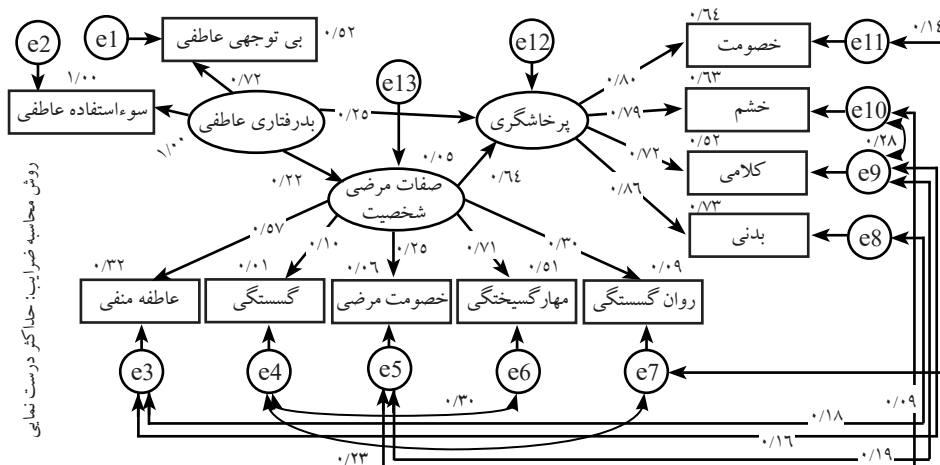 ۰/۶۴
۰/۱۴
e12
e11
خصومت
۰/۵۲
بی توجهی عاطفی
e1
e2
۰/۸۰
۰/۶۳
۱/۰۰
۰/۷۲
e13
e10
خشم
۰/۷۹
پرخاشگری
۰/۲۵
بدرفتاری عاطفی
سوءاستفاده عاطفی
۰/۲۸
۰/۵۲
۰/۷۲
۱/۰۰
۰/۰۵
e9
کلامی
۰/۲۲
۰/۶۴
۰/۸۶
صفات مرضی
شخصیت
۰/۷۳
e8
بدنی
۰/۳۰
۰/۷۱
۰/۲۵
۰/۱۰
۰/۵۷
۰/۰۹
۰/۵۱
۰/۰۶
۰/۰۱
۰/۳۲
روان گسستگی
مهارگسیختگی
خصومت مرضی
گسستگی
عاطفه منفی
e7
e6
e5
e4
e3
۰/۳۰
۰/۰۹
۰/۱۸
۰/۱۶
۰/۲۳
۰/۱۹
روش محاسبه ضرایب: حداکثر درست نمایی